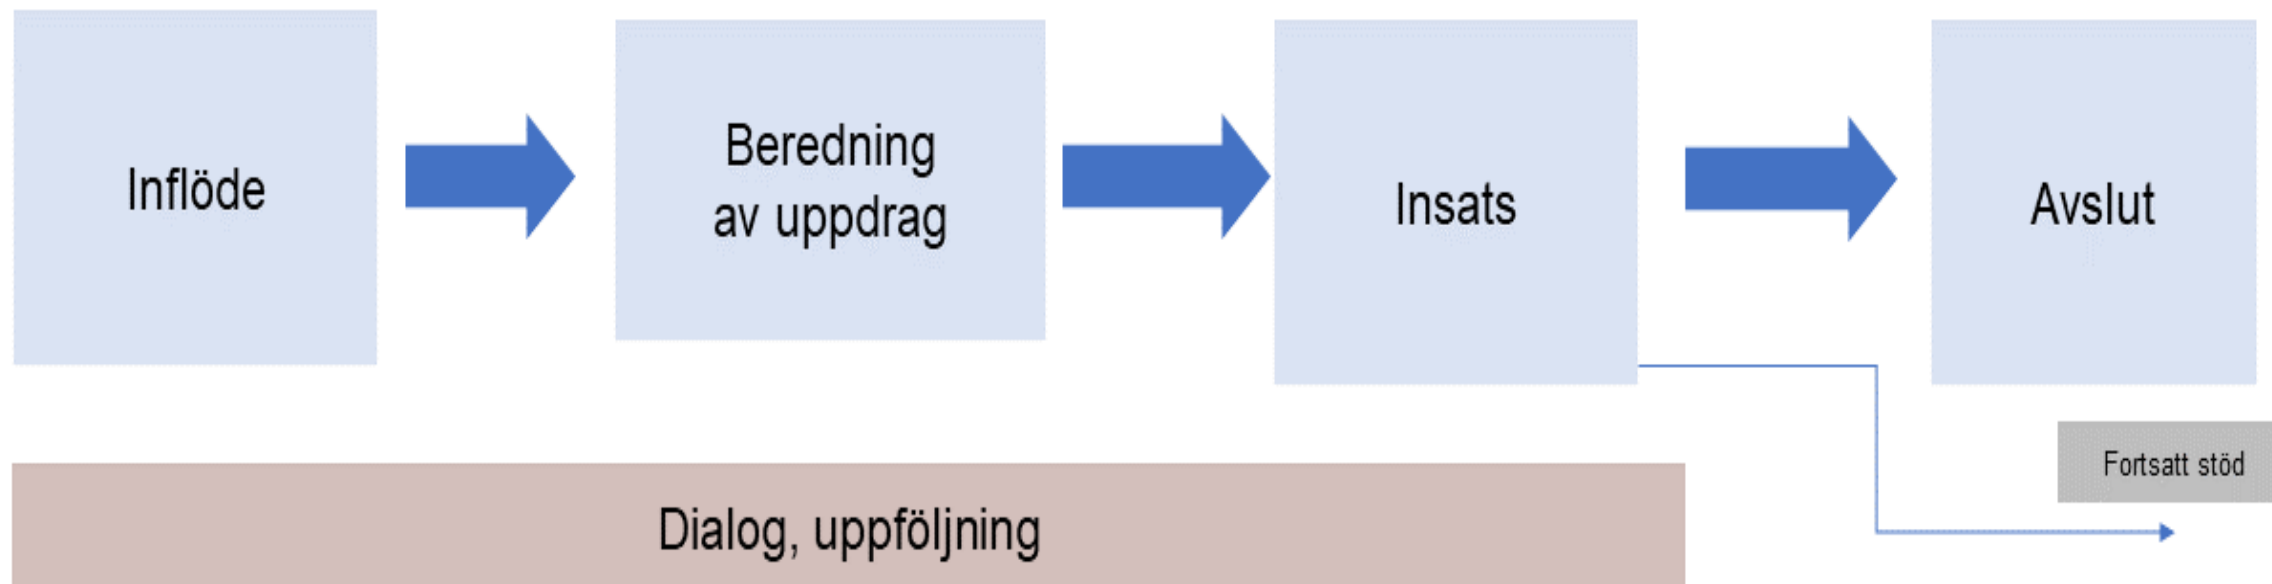 Inflöde
Beredning
av uppdrag
Insats
Avslut
Fortsatt stöd
Dialog, uppföljning